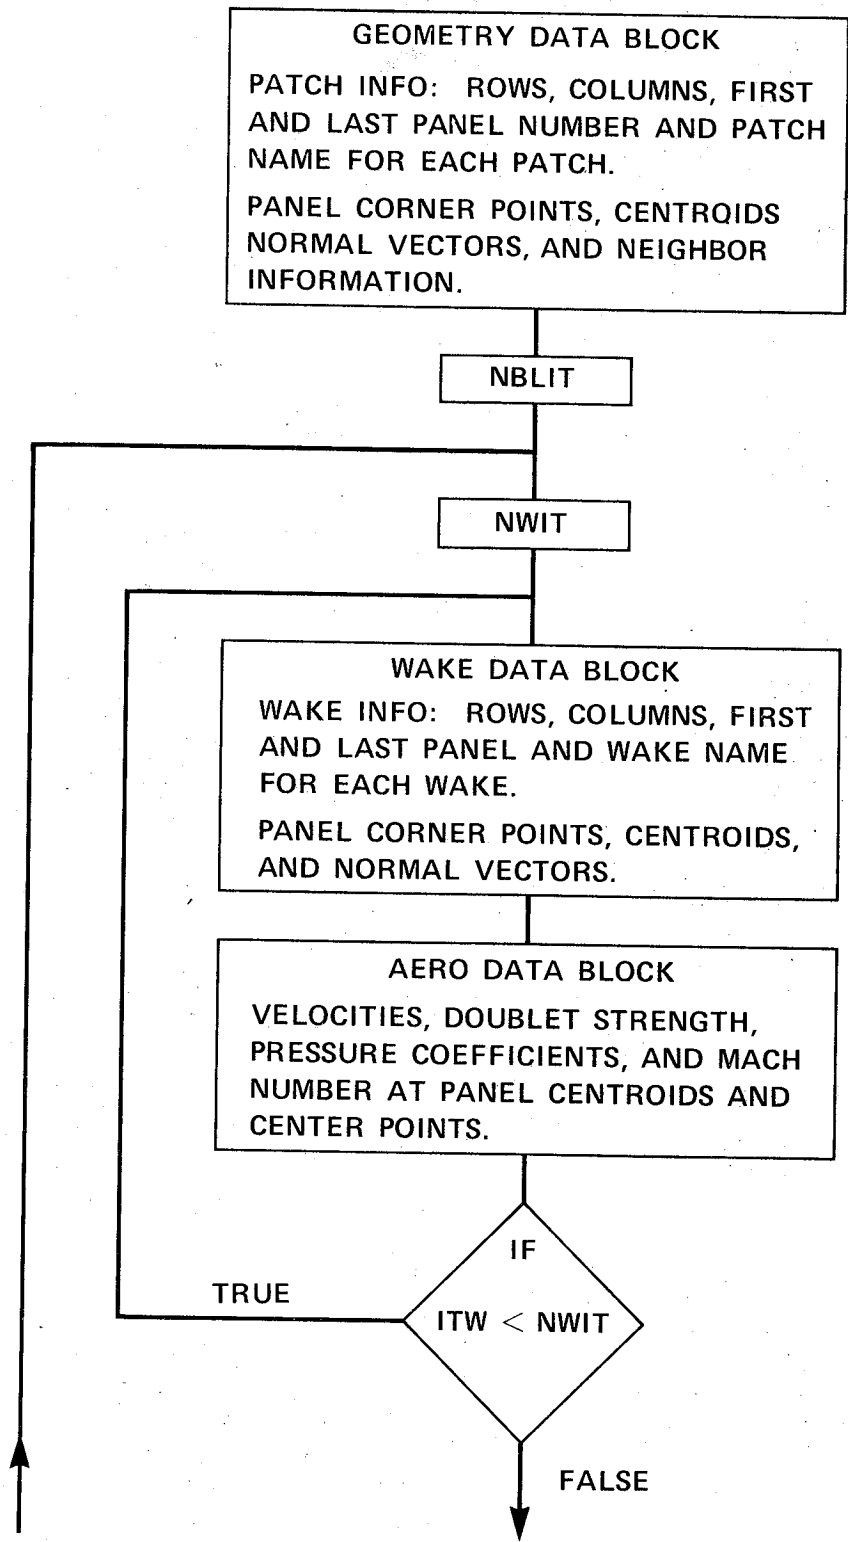 GEOMETRY DATA BLOCK
PATCH INFO: ROWS, COLUMNS, FIRST
AND LAST PANEL NUMBER AND PATCH
NAME FOR EACH PATCH.
PANEL CORNER POINTS, CENTROIDS
NORMAL VECTORS, AND NEIGHBOR
INFORMATION.
NBLIT
NWIT
WAKE DATA BLOCK
WAKE INFO: ROWS, COLUMNS, FIRST
AND LAST PANEL AND WAKE NAME
FOR EACH WAKE.
PANEL CORNER POINTS, CENTROIDS,
AND NORMAL VECTORS.
AERO DATA BLOCK
VELOCITIES, DOUBLET STRENGTH,
PRESSURE COEFFICIENTS, AND MACH
NUMBER AT PANEL CENTROIDS AND
CENTER POINTS.
IF
TRUE
ITW < NWIT
FALSE